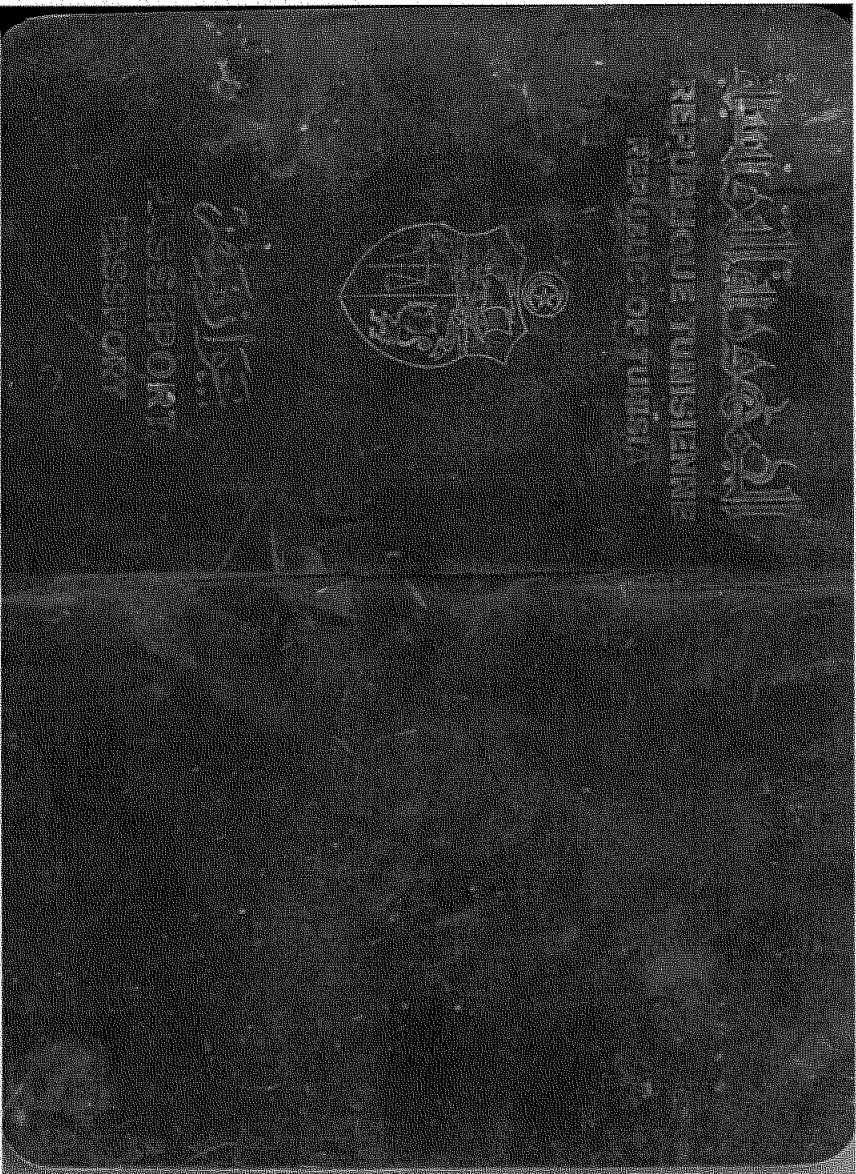 الجمهورية التونسية
REPUBLIQUE TUNISIENNE
REPUBLIC OF TUNISIA
جواز سفر
PASSEPORT
PASSPORT